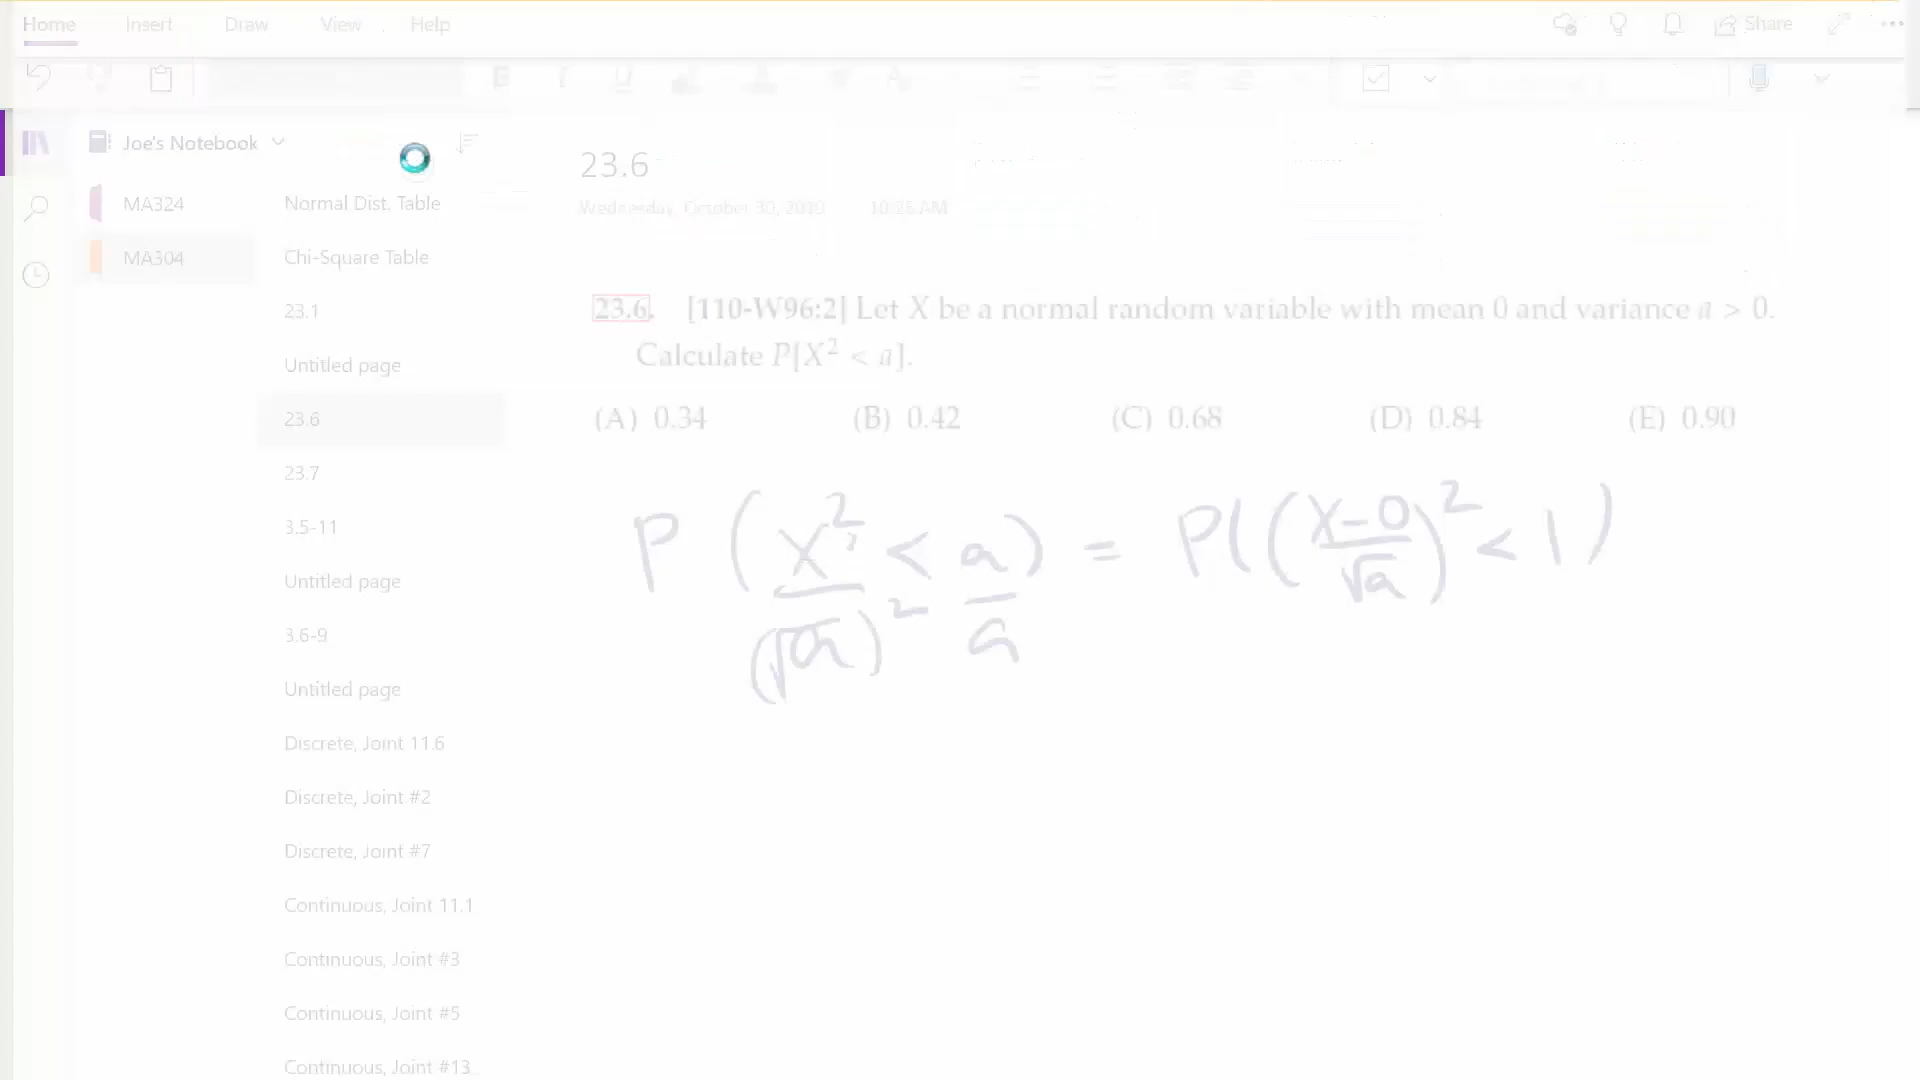 Home Insert Draw View Help Share
Joe's Notebook
MA324
MA304
Normal Dist. Table
Chi-Square Table
23.1
Untitled page
23.6
23.7
3.5-11
Untitled page
3.6-9
Untitled page
Discrete, Joint 11.6
Discrete, Joint #2
Discrete, Joint #7
Continuous, Joint 11.1
Continuous, Joint #3
Continuous, Joint #5
Continuous, Joint #13
23.6
Wednesday, October 30, 2019 10:26 AM
23.6. [110-W96:2] Let X be a normal random variable with mean 0 and variance a > 0.
Calculate P[X² < a].
(A) 0.34 (B) 0.42 (C) 0.68 (D) 0.84 (E) 0.90
P(X²/(√a)² < a/a) = P(((X-0)/√a)² < 1)